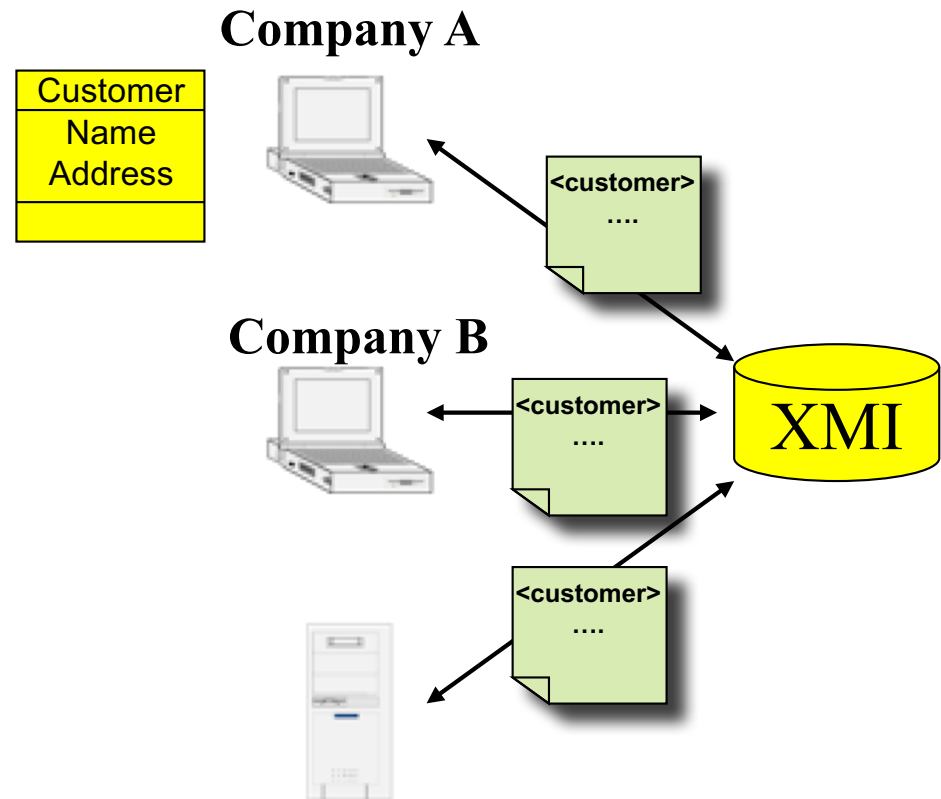 Company A
Customer
Name
Address
<customer>
....
Company B
<customer>
....
XMI
<customer>
....